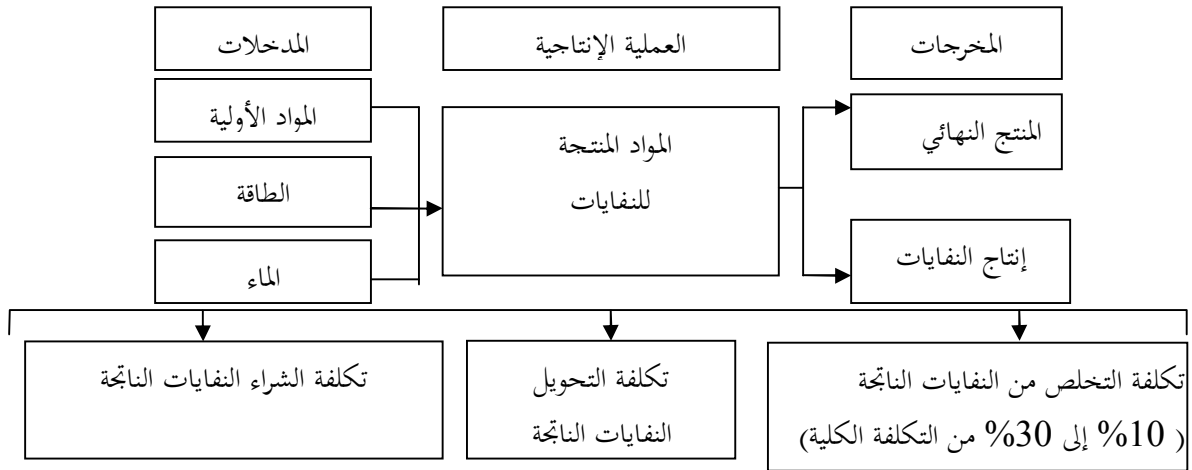 المدخلات
العملية الإنتاجية
المخرجات
المواد الأولية
الطاقة
الماء
المواد المنتجة
للنفايات
المنتج النهائي
إنتاج النفايات
تكلفة الشراء النفايات الناتجة
تكلفة التحويل
النفايات الناتجة
تكلفة التخلص من النفايات الناتجة
( 10% إلى 30% من التكلفة الكلية)